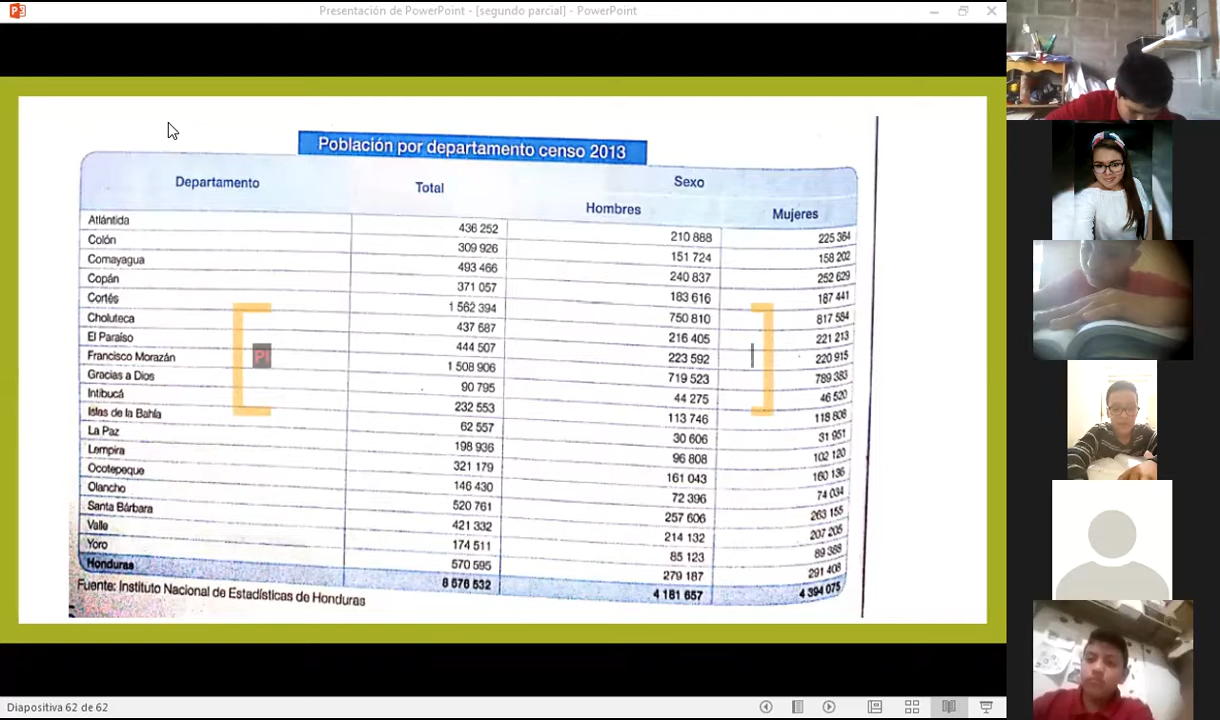 Presentación de PowerPoint - [segundo parcial] - PowerPoint
Población por departamento censo 2013
Departamento Total Sexo
Hombres Mujeres
Atlántida 436 252 210 888 225 364
Colón 309 926 151 724 158 202
Comayagua 493 466 240 837 252 629
Copán 371 057 183 616 187 441
Cortés 1 562 394 750 810 817 584
Choluteca 437 687 216 405 221 213
El Paraíso 444 507 223 592 220 915
Francisco Morazán 1 508 906 719 523 789 383
Gracias a Dios 90 795 44 275 46 520
Intibucá 232 553 113 746 118 808
Islas de la Bahía 62 557 30 606 31 951
La Paz 198 936 96 808 102 120
Lempira 321 179 161 043 160 136
Ocotepeque 146 430 72 396 74 034
Olancho 520 761 257 606 263 155
Santa Bárbara 421 332 214 132 207 205
Valle 174 511 85 123 89 388
Yoro 570 595 279 187 291 408
Honduras 8 576 532 4 181 657 4 394 075
Fuente: Instituto Nacional de Estadísticas de Honduras
PI
Diapositiva 62 de 62